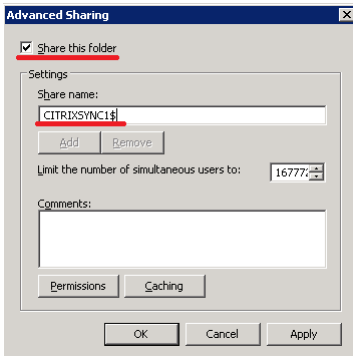 Advanced Sharing
Share this folder
Settings
Share name:
CITRIXSYNC1$
Add Remove
Limit the number of simultaneous users to: 16777
Comments:
Permissions Caching
OK Cancel Apply